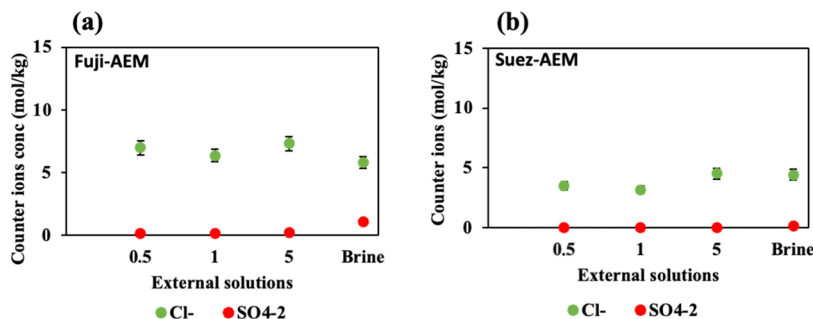 (a)
Fuji-AEM
Counter ions conc (mol/kg)
15
10
5
0
0.5 1 5 Brine
External solutions
Cl- SO4-2
(b)
Suez-AEM
Counter ions (mol/kg)
15
10
5
0
0.5 1 5 Brine
External solutions
Cl- SO4-2